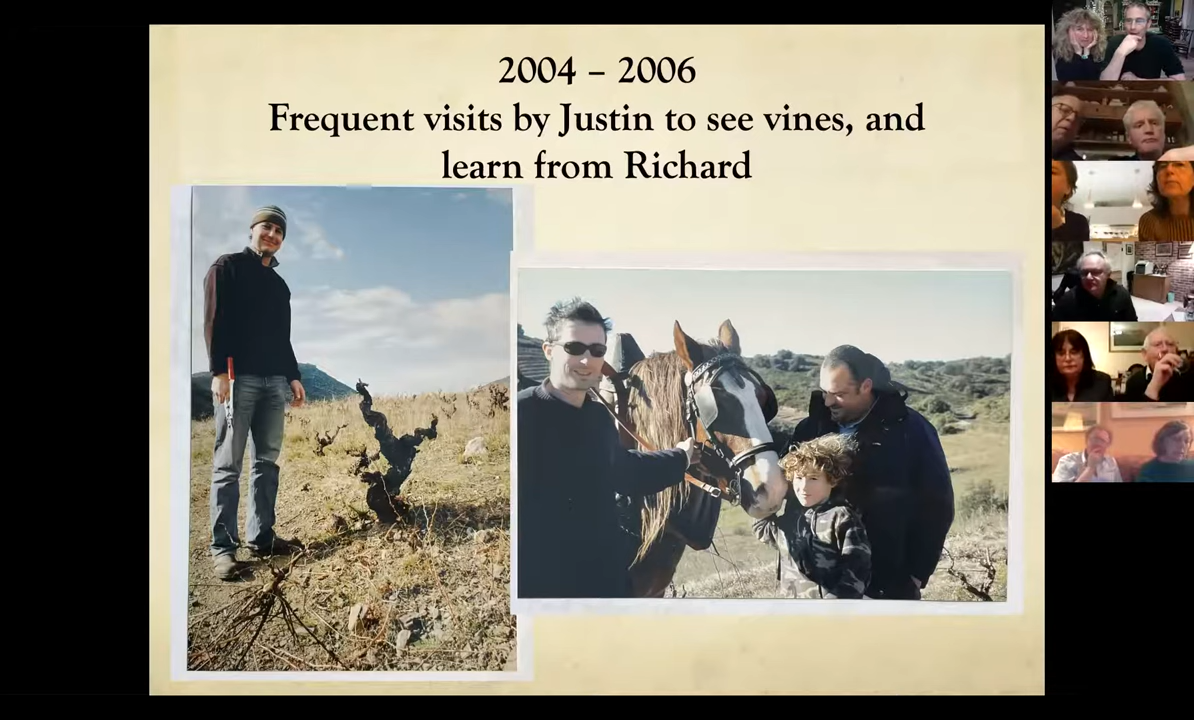 2004 – 2006
Frequent visits by Justin to see vines, and
learn from Richard